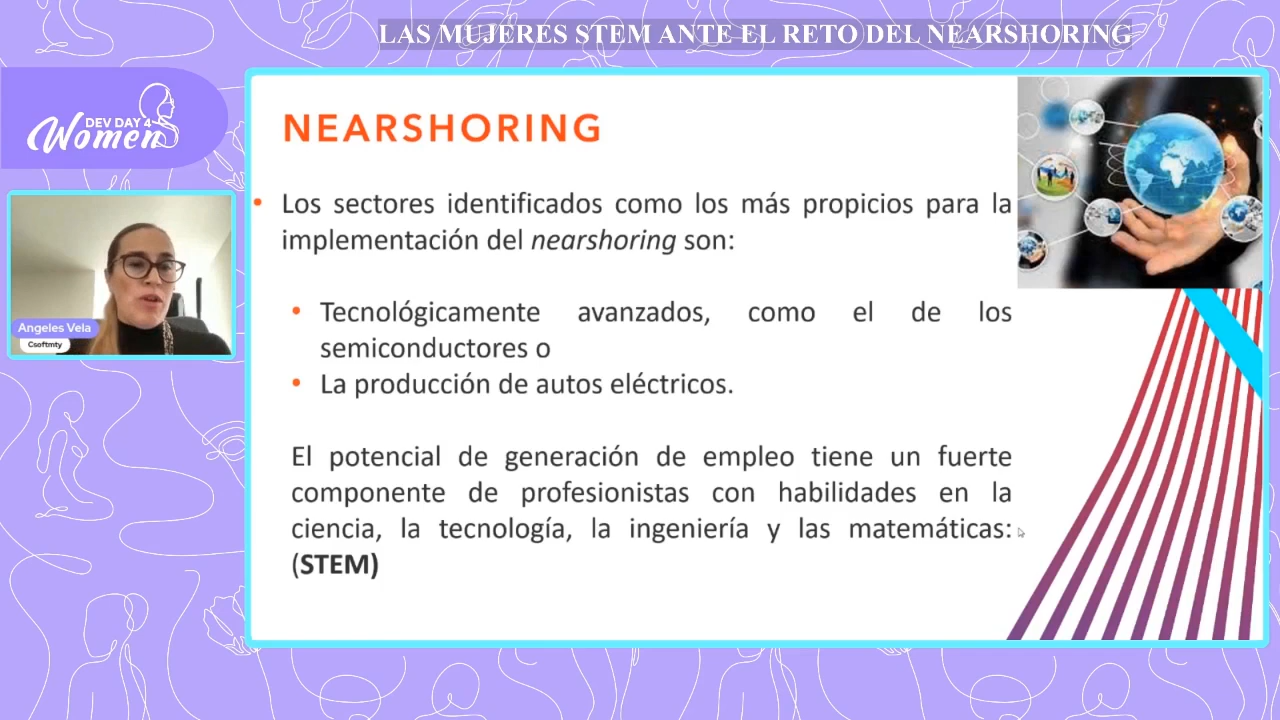 LAS MUJERES STEM ANTE EL RETO DEL NEARSHORING
DEV DAY 4
Women
Angeles Vela
Csoftmty
NEARSHORING
• Los sectores identificados como los más propicios para la
implementación del nearshoring son:
• Tecnológicamente avanzados, como el de los
semiconductores o
• La producción de autos eléctricos.
El potencial de generación de empleo tiene un fuerte
componente de profesionistas con habilidades en la
ciencia, la tecnología, la ingeniería y las matemáticas:
(STEM)